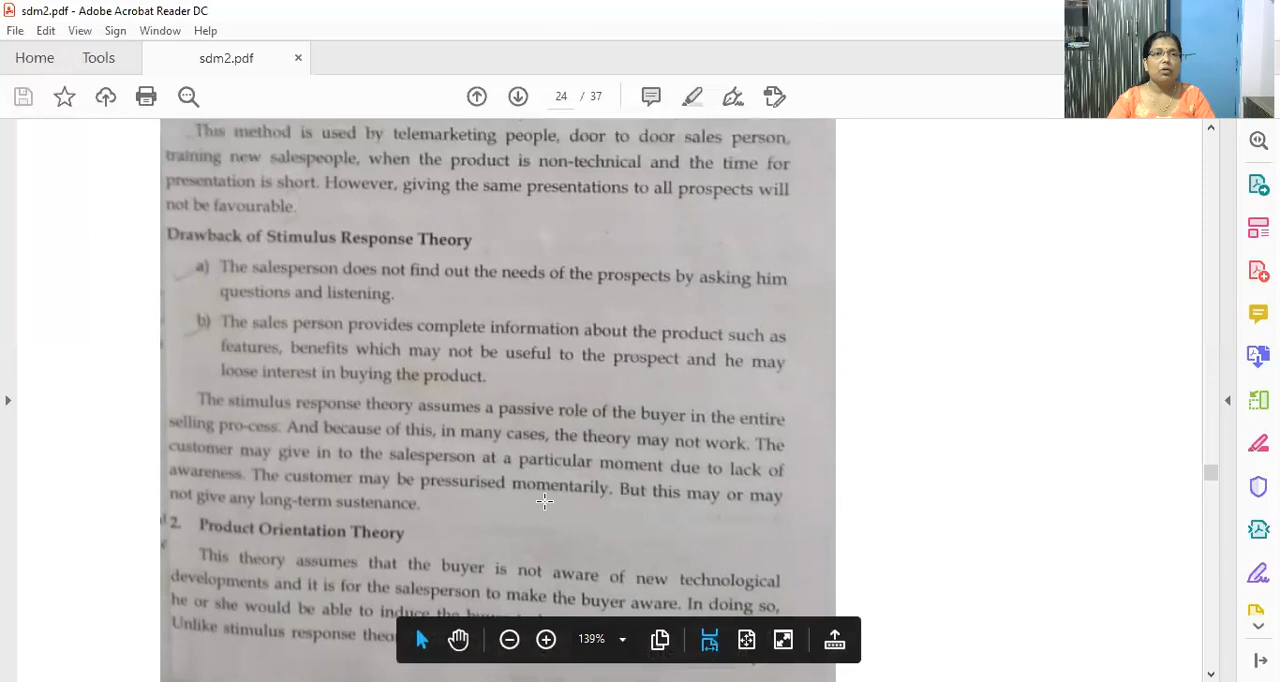 sdm2.pdf - Adobe Acrobat Reader DC
File Edit View Sign Window Help
Home Tools sdm2.pdf ×
24 / 37
This method is used by telemarketing people, door to door sales person,
training new salespeople, when the product is non-technical and the time for
presentation is short. However, giving the same presentations to all prospects will
not be favourable.
Drawback of Stimulus Response Theory
a) The salesperson does not find out the needs of the prospects by asking him
questions and listening.
b) The sales person provides complete information about the product such as
features, benefits which may not be useful to the prospect and he may
loose interest in buying the product.
The stimulus response theory assumes a passive role of the buyer in the entire
selling pro-cess. And because of this, in many cases, the theory may not work. The
customer may give in to the salesperson at a particular moment due to lack of
awareness. The customer may be pressurised momentarily. But this may or may
not give any long-term sustenance.
2. Product Orientation Theory
This theory assumes that the buyer is not aware of new technological
developments and it is for the salesperson to make the buyer aware. In doing so,
he or she would be able to induce the
Unlike stimulus response
139%